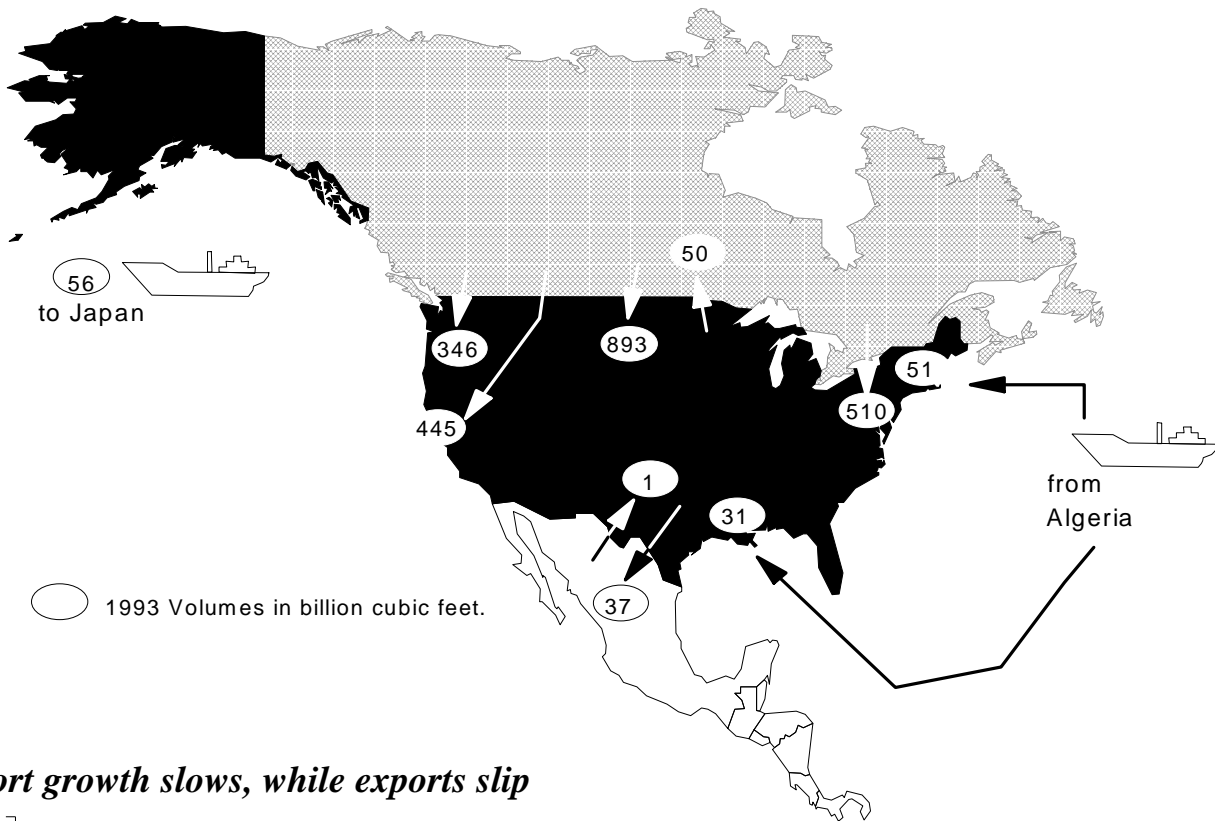 50
56
to Japan
346
893
51
445
510
1
from
Algeria
31
1993 Volumes in billion cubic feet.
37
growth slows, while exports slip